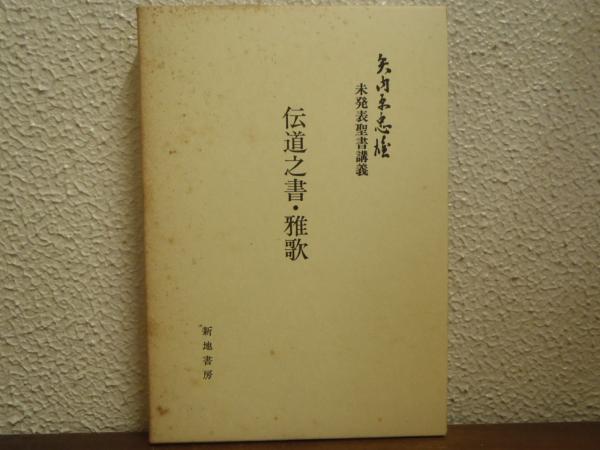 矢内原忠雄
未発表聖書講義
伝道之書・雅歌
新地書房